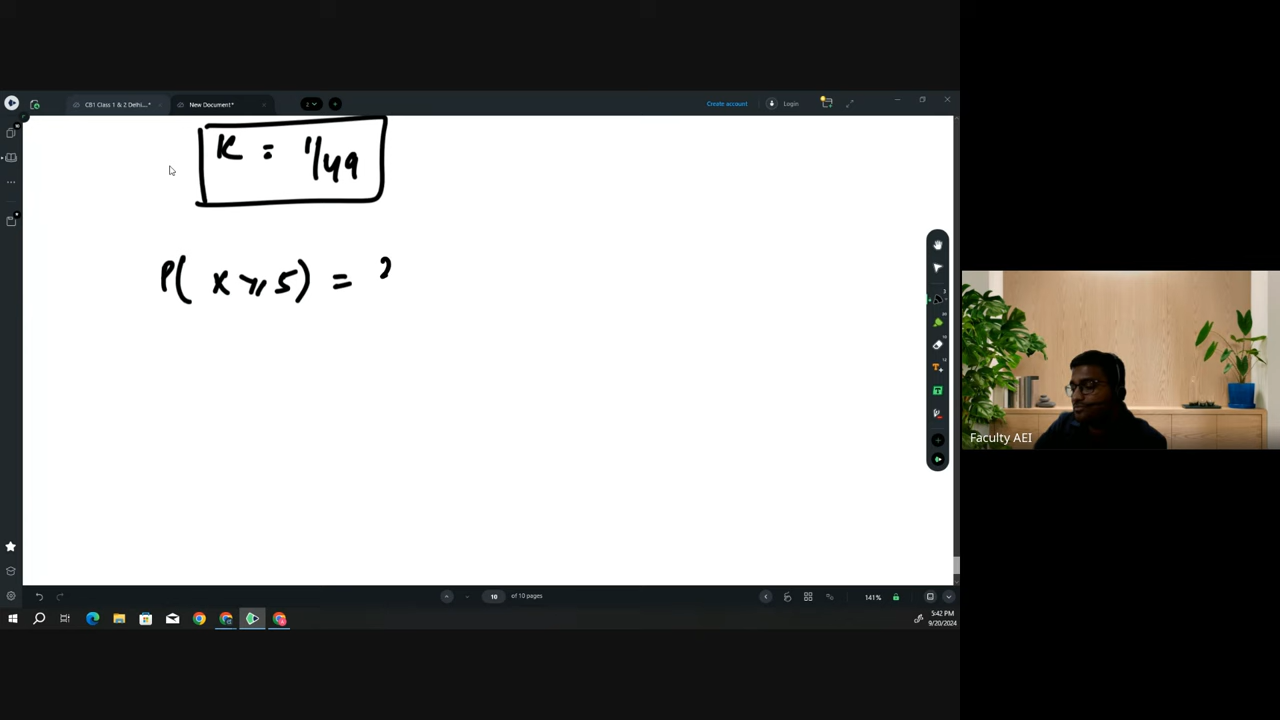 CB1 Class 1 & 2 Delhi....*
New Document*
2
Create account
Login
K = 1/49
P( X ≥ 5) = ?
Faculty AEI
10 of 10 pages
141%
5:42 PM
9/20/2024